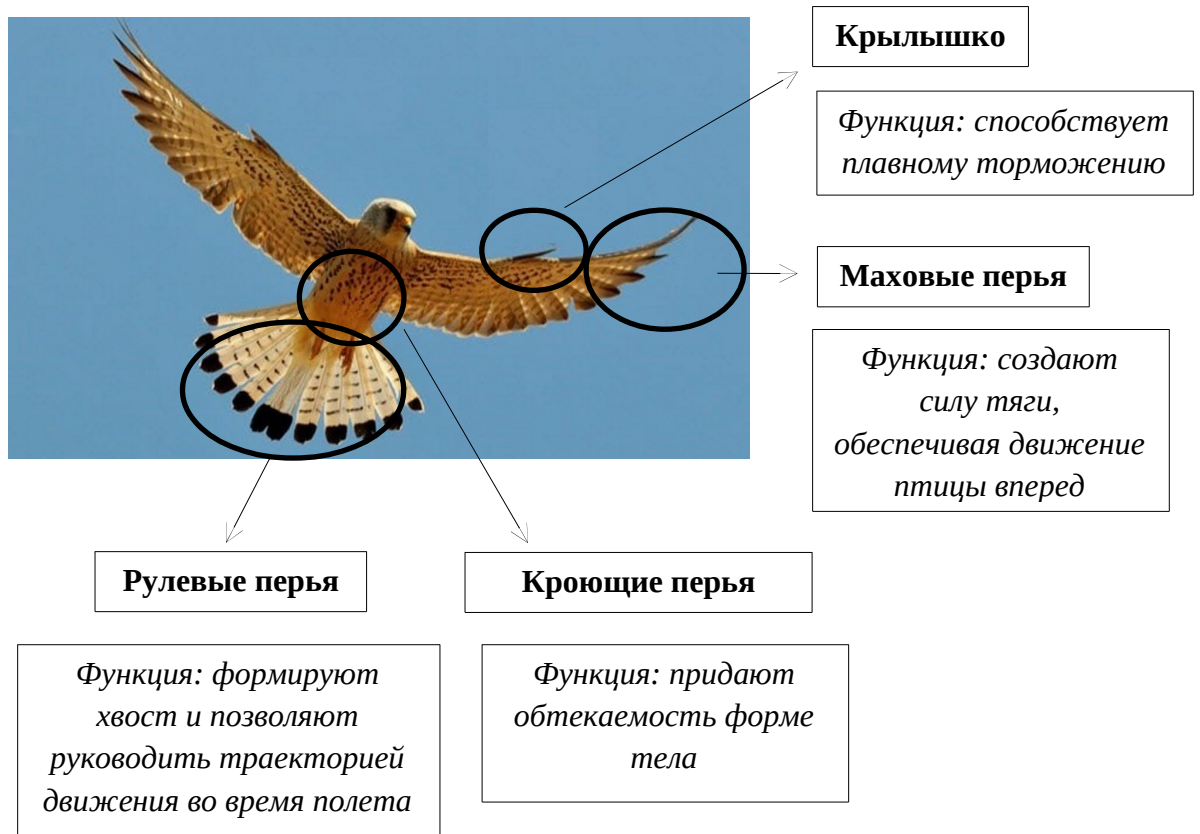 Крылышко
Функция: способствует
плавному торможению
Маховые перья
Функция: создают
силу тяги,
обеспечивая движение
птицы вперед
Рулевые перья
Функция: формируют
хвост и позволяют
руководить траекторией
движения во время полета
Кроющие перья
Функция: придают
обтекаемость форме
тела